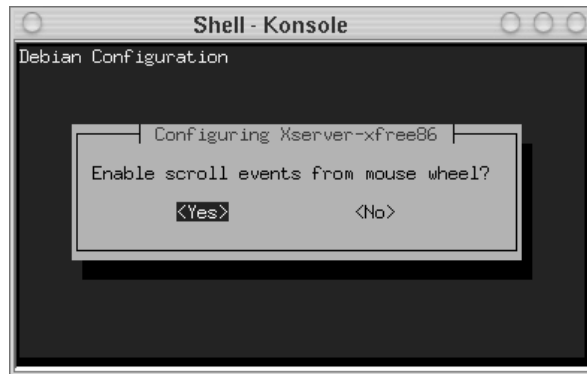 Shell - Konsole
Debian Configuration
Configuring Xserver-xfree86
Enable scroll events from mouse wheel?
<Yes> <No>